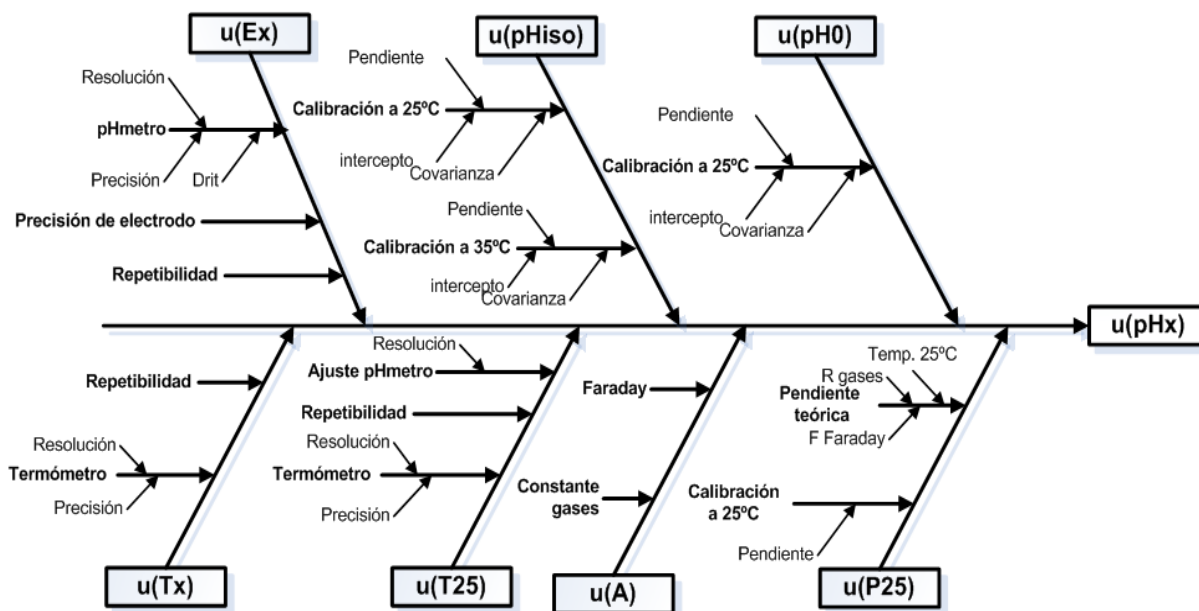 u(Ex)
u(pHiso)
u(pH0)
Pendiente
Resolución
Calibración a 25ºC
pHmetro
Pendiente
intercepto
Covarianza
Precisión
Drit
Calibración a 25ºC
Pendiente
intercepto
Covarianza
Precisión de electrodo
Calibración a 35ºC
Repetibilidad
intercepto
Covarianza
u(pHx)
Resolución
Temp. 25ºC
Repetibilidad
Ajuste pHmetro
R gases
Faraday
Pendiente
teórica
Repetibilidad
F Faraday
Resolución
Resolución
Termómetro
Termómetro
Constante
gases
Calibración
a 25ºC
Precisión
Precisión
Pendiente
u(Tx)
u(T25)
u(A)
u(P25)